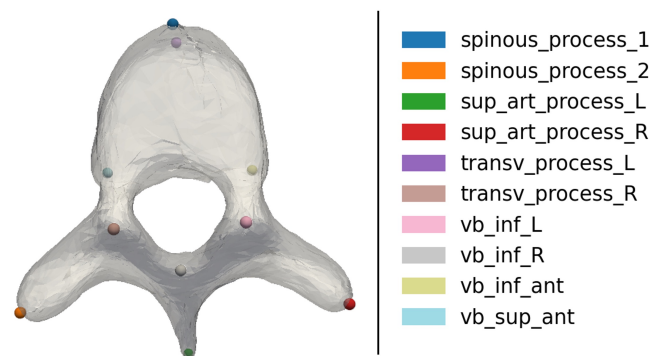 spinous_process_1
spinous_process_2
sup_art_process_L
sup_art_process_R
transv_process_L
transv_process_R
vb_inf_L
vb_inf_R
vb_inf_ant
vb_sup_ant